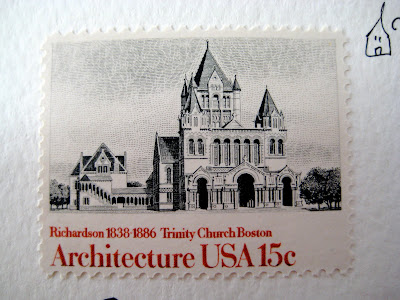 Richardson 1838-1886 Trinity Church Boston
Architecture USA 15c